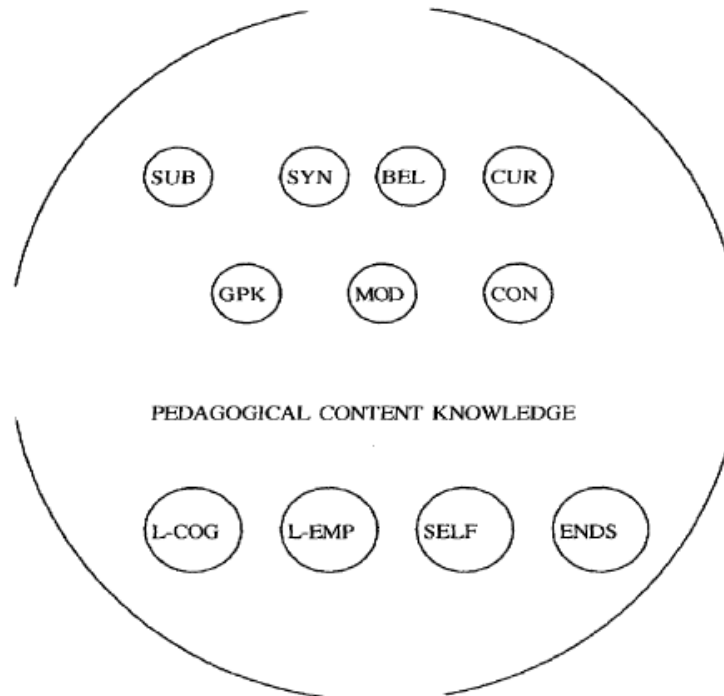 SUB SYN BEL CUR
GPK MOD CON
PEDAGOGICAL CONTENT KNOWLEDGE
L-COG L-EMP SELF ENDS